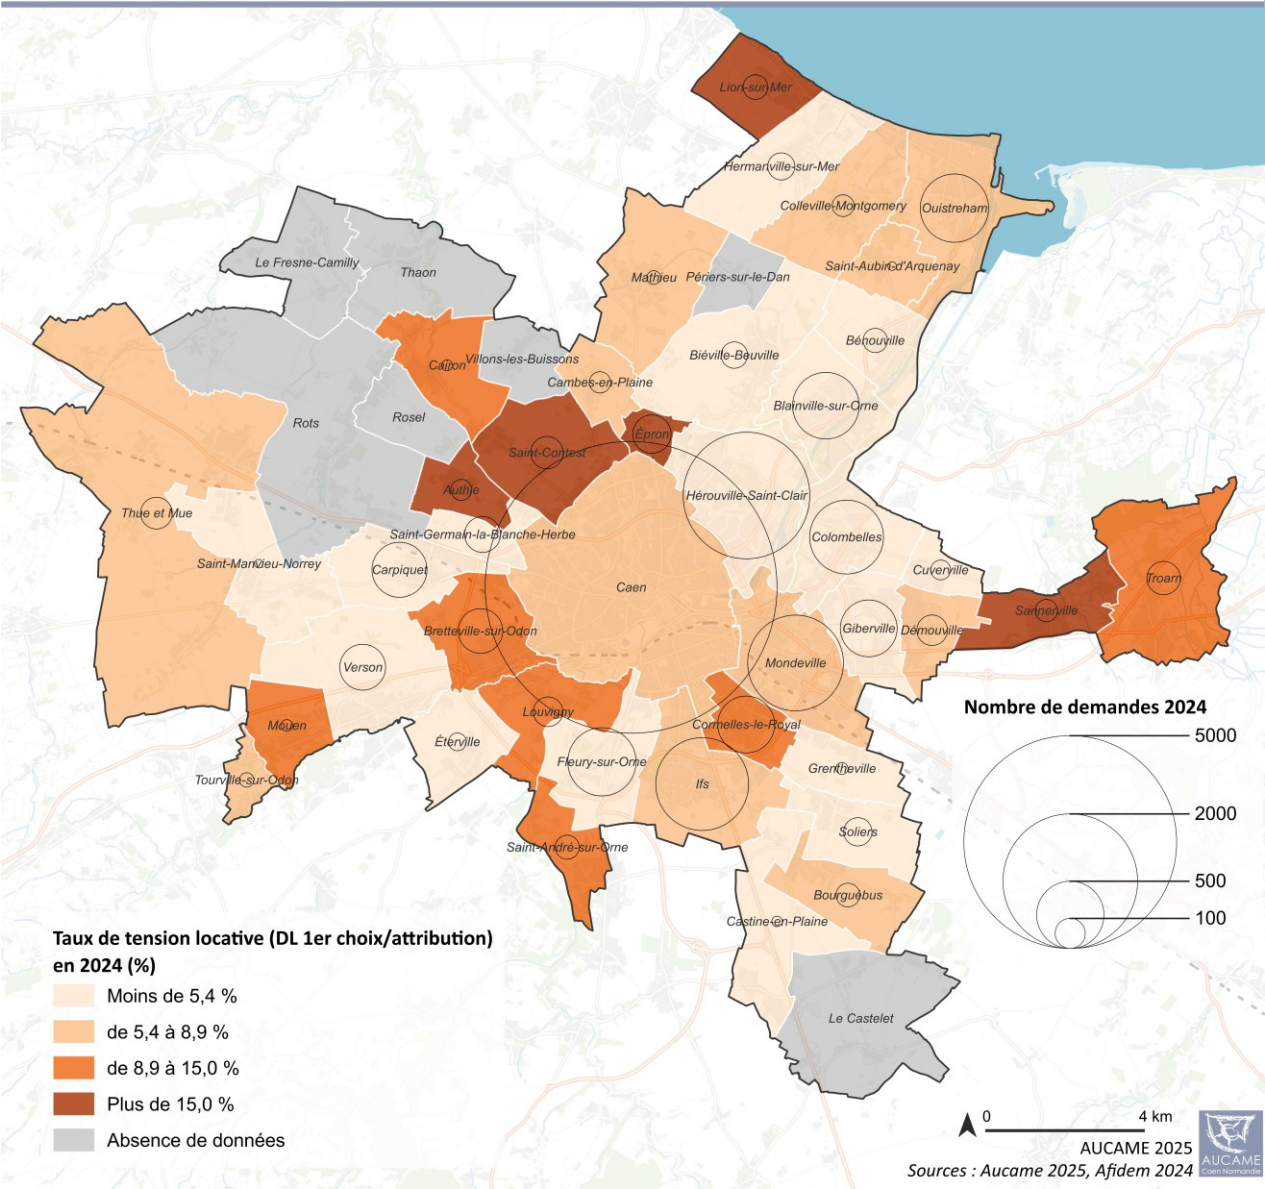 Lion-sur-Mer
Hermanville-sur-Mer
Colleville-Montgomery
Ouistreham
Le Fresne-Camilly
Thaon
Mathieu
Périers-sur-le-Dan
Saint-Aubin-d'Arquenay
Cairon
Villons-les-Buissons
Cambes-en-Plaine
Biéville-Beuville
Bénouville
Rots
Rosel
Blainville-sur-Orne
Épron
Saint-Contest
Authie
Hérouville-Saint-Clair
Thue et Mue
Saint-Germain-la-Blanche-Herbe
Colombelles
Saint-Manvieu-Norrey
Carpiquet
Caen
Cuverville
Troarn
Sannerville
Bretteville-sur-Odon
Giberville
Démouville
Verson
Mondeville
Mouen
Louvigny
Cormelles-le-Royal
Éterville
Fleury-sur-Orne
Grentheville
Tourville-sur-Odon
Ifs
Soliers
Saint-André-sur-Orne
Bourguébus
Castine-en-Plaine
Le Castelet
Nombre de demandes 2024
5000
2000
500
100
Taux de tension locative (DL 1er choix/attribution)
en 2024 (%)
Moins de 5,4 %
de 5,4 à 8,9 %
de 8,9 à 15,0 %
Plus de 15,0 %
Absence de données
0 4 km
AUCAME 2025
Sources : Aucame 2025, Afidem 2024
AUCAME
Caen Normandie